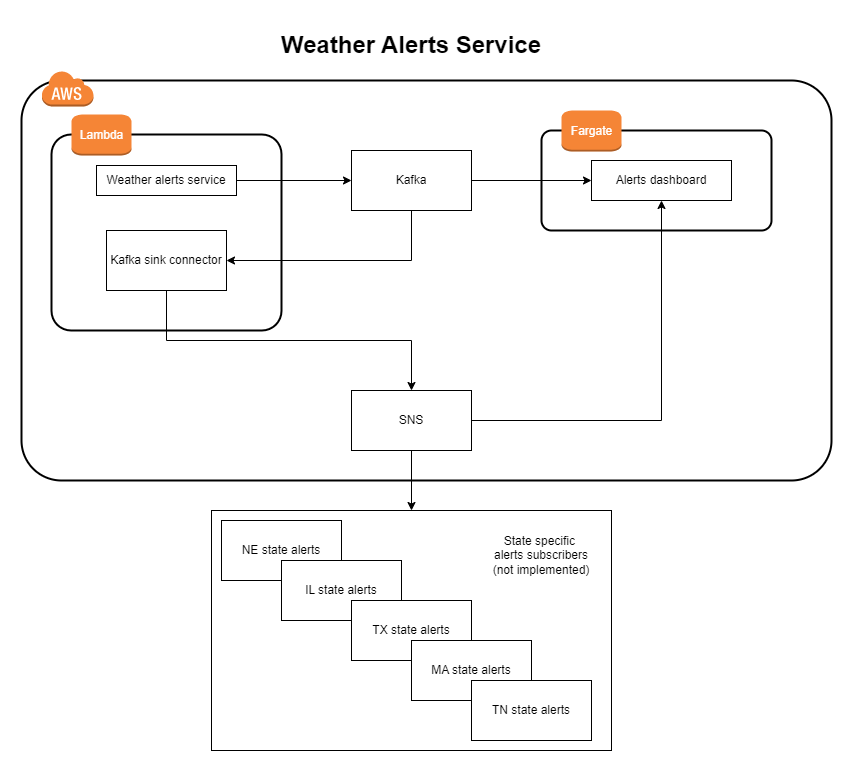 Weather Alerts Service
AWS
Lambda
Fargate
Weather alerts service
Kafka
Alerts dashboard
Kafka sink connector
SNS
State specific
alerts subscribers
(not implemented)
NE state alerts
IL state alerts
TX state alerts
MA state alerts
TN state alerts